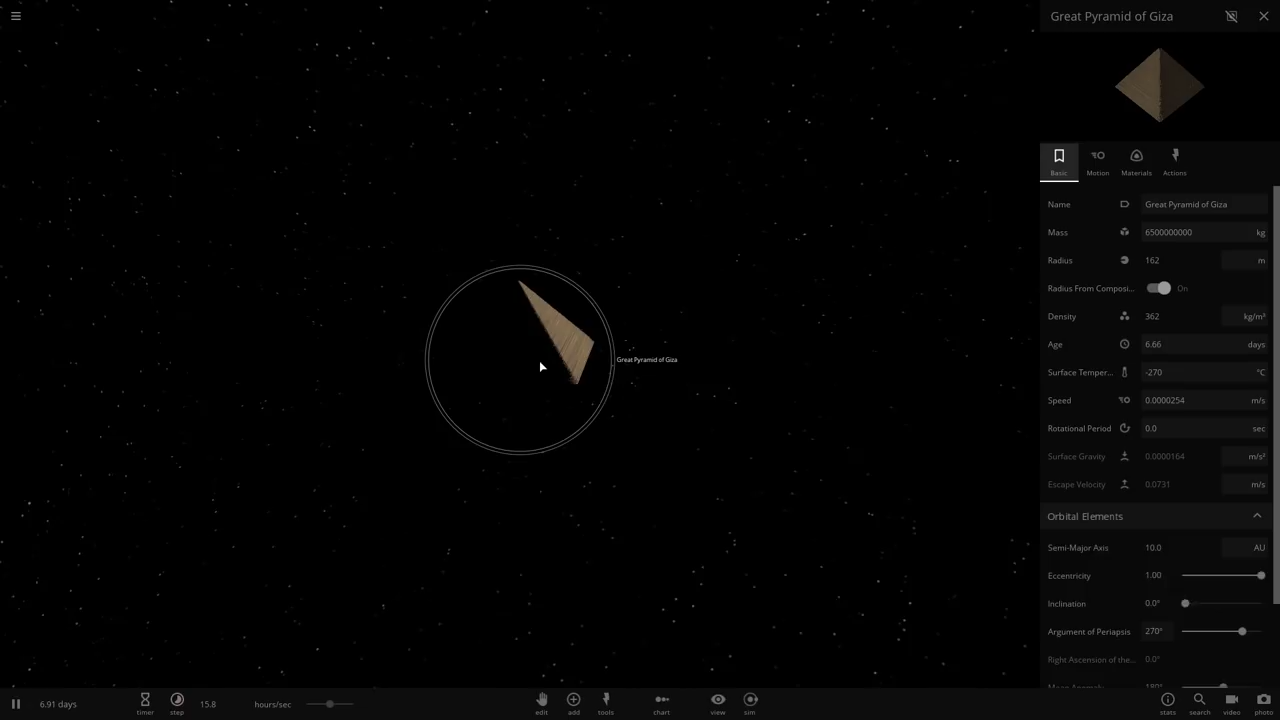 Great Pyramid of Giza
Basic Motion Materials Actions
Name Great Pyramid of Giza
Mass 6500000000 kg
Radius 162 m
Radius From Composi... On
Density 362 kg/m³
Age 6.66 days
Surface Temper... -270 °C
Great Pyramid of Giza
Speed 0.0000254 m/s
Rotational Period 0.0 sec
Surface Gravity 0.0000164 m/s²
Escape Velocity 0.0731 m/s
Orbital Elements
Semi-Major Axis 10.0 AU
Eccentricity 1.00
Inclination 0.0°
Argument of Periapsis 270°
Right Ascension of the... 0.0°
Mean Anomaly 180°
6.91 days timer step 15.8 hours/sec edit add tools chart view sim stats search video photo